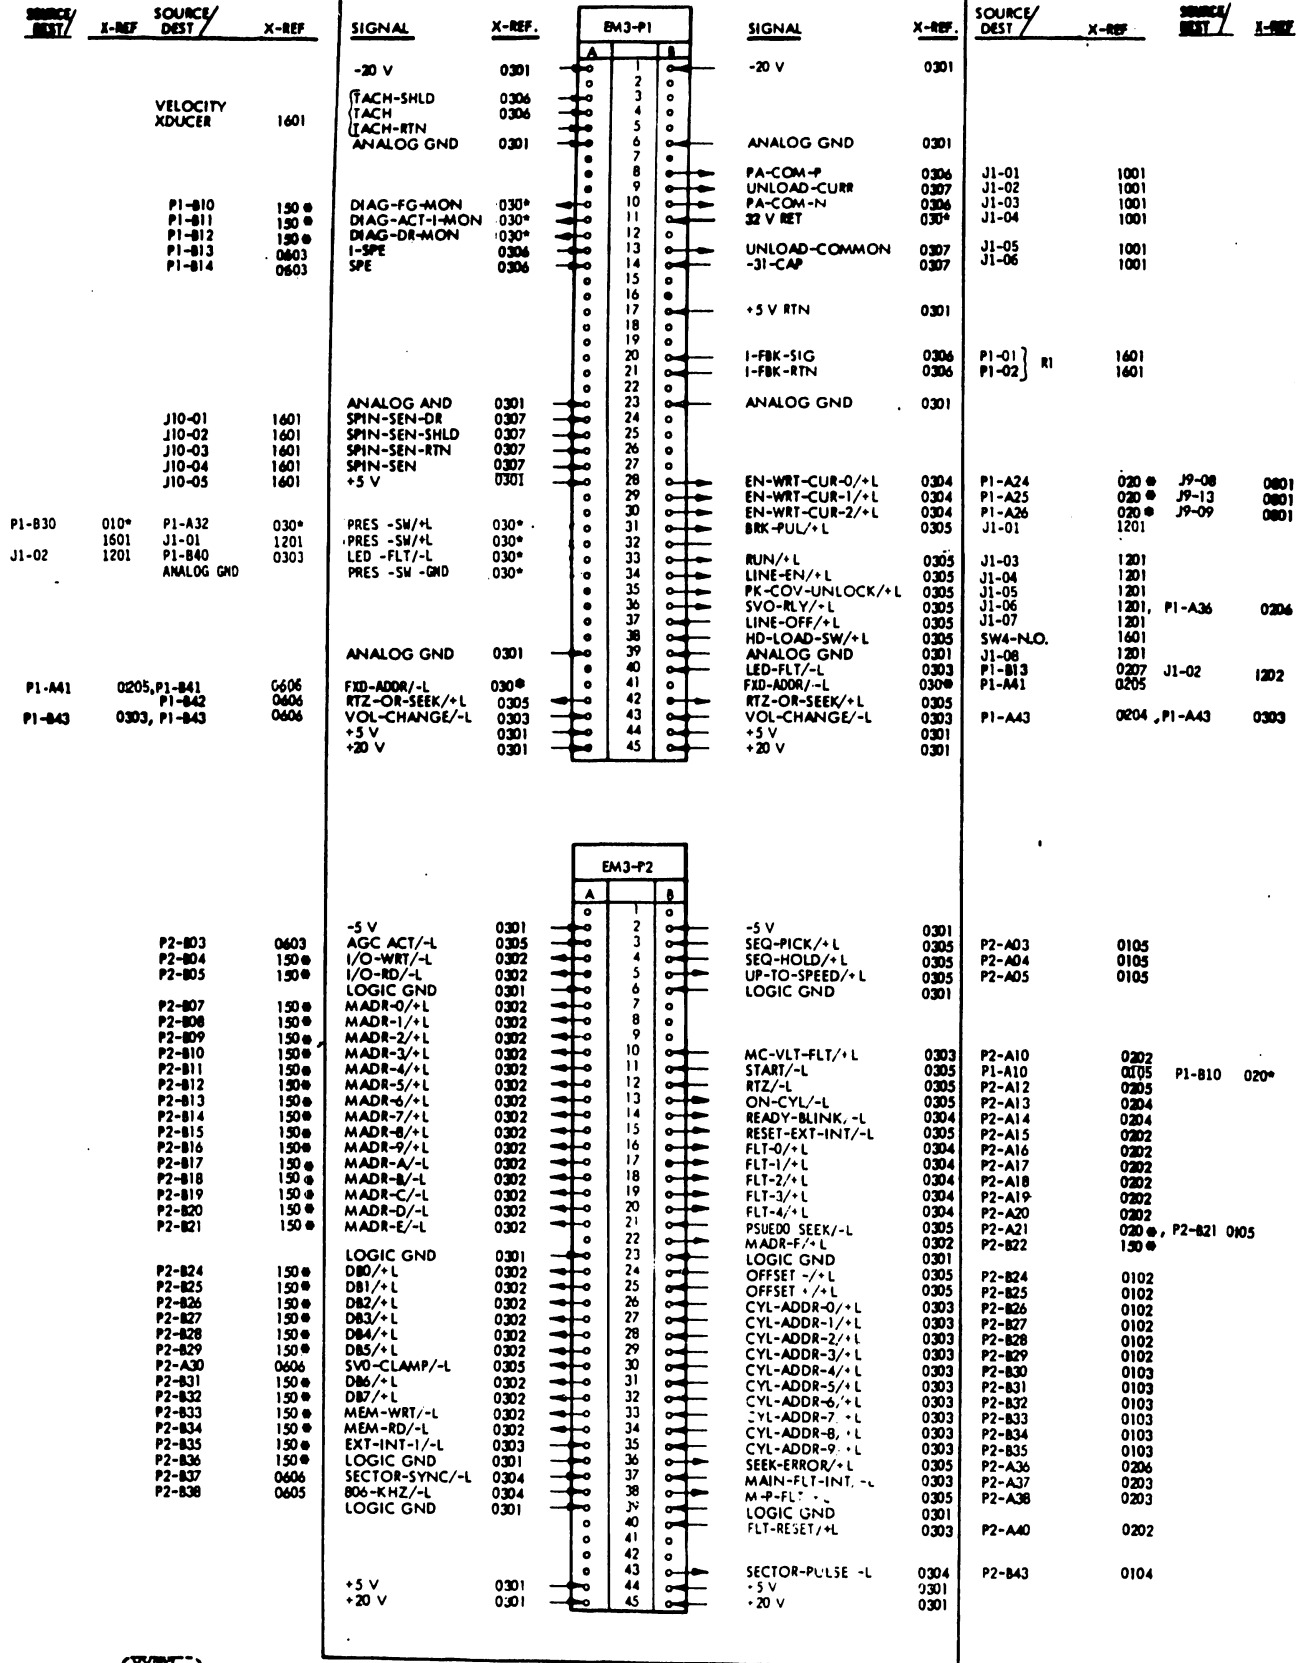 SOURCE/ DEST/ X-REF SOURCE/ DEST X-REF SIGNAL X-REF. EM3-P1 SIGNAL X-REF. SOURCE/ DEST X-REF SOURCE/ DEST X-REF
A B
-20 V 0301 1 -20 V 0301
2
TACH-SHLD 0306 3
VELOCITY XDUCER 1601 TACH 0306 4
TACH-RTN 5
ANALOG GND 0301 6 ANALOG GND 0301
7
8 PA-COM-P 0306 J1-01 1001
9 UNLOAD-CURR 0307 J1-02 1001
P1-B10 150* DIAG-FG-MON 030* 10 PA-COM-N 0306 J1-03 1001
P1-B11 150* DIAG-ACT-I-MON 030* 11 32 V RET 030* J1-04 1001
P1-B12 150* DIAG-DR-MON 030* 12
P1-B13 0603 I-SPE 0306 13 UNLOAD-COMMON 0307 J1-05 1001
P1-B14 0603 SPE 0306 14 -31-CAP 0307 J1-06 1001
15
16
17 +5 V RTN 0301
18
19
20 I-FBK-SIG 0306 P1-01 R1 1601
21 I-FBK-RTN 0306 P1-02 1601
22
ANALOG AND 0301 23 ANALOG GND 0301
J10-01 1601 SPIN-SEN-DR 0307 24
J10-02 1601 SPIN-SEN-SHLD 0307 25
J10-03 1601 SPIN-SEN-RTN 0307 26
J10-04 1601 SPIN-SEN 0307 27
J10-05 1601 +5 V 0301 28 EN-WRT-CUR-0/+L 0304 P1-A24 020* J9-08 0801
29 EN-WRT-CUR-1/+L 0304 P1-A25 020* J9-13 0801
30 EN-WRT-CUR-2/+L 0304 P1-A26 020* J9-09 0801
P1-B30 010* P1-A32 030* PRES -SW/+L 030* 31 BRK-PUL/+L 0305 J1-01 1201
1601 J1-01 1201 PRES -SW/+L 030* 32
J1-02 1201 P1-B40 0303 LED -FLT/-L 030* 33 RUN/+L 0305 J1-03 1201
ANALOG GND PRES -SW -GND 030* 34 LINE-EN/+L 0305 J1-04 1201
35 PK-COV-UNLOCK/+L 0305 J1-05 1201
36 SVO-RLY/+L 0305 J1-06 1201, P1-A36 0206
37 LINE-OFF/+L 0305 J1-07 1201
38 HD-LOAD-SW/+L 0305 SW4-N.O. 1601
ANALOG GND 0301 39 ANALOG GND 0301 J1-08 1201
40 LED-FLT/-L 0303 P1-B13 0207 J1-02 1202
P1-A41 0205,P1-B41 0606 FXD-ADDR/-L 030* 41 FXD-ADDR/-L 030* P1-A41 0205
P1-B42 0606 RTZ-OR-SEEK/+L 0305 42 RTZ-OR-SEEK/+L 0305
P1-B43 0303, P1-B43 0606 VOL-CHANGE/-L 0303 43 VOL-CHANGE/-L 0303 P1-A43 0204 ,P1-A43 0303
+5 V 0301 44 +5 V 0301
+20 V 0301 45 +20 V 0301
EM3-P2
A B
1
-5 V 0301 2 -5 V 0301
P2-B03 0603 AGC ACT/-L 0305 3 SEQ-PICK/+L 0305 P2-A03 0105
P2-B04 150* I/O-WRT/-L 0302 4 SEQ-HOLD/+L 0305 P2-A04 0105
P2-B05 150* I/O-RD/-L 0302 5 UP-TO-SPEED/+L 0305 P2-A05 0105
LOGIC GND 0301 6 LOGIC GND 0301
P2-B07 150* MADR-0/+L 0302 7
P2-B08 150* MADR-1/+L 0302 8
P2-B09 150* MADR-2/+L 0302 9
P2-B10 150* MADR-3/+L 0302 10 MC-VLT-FLT/+L 0303 P2-A10 0202
P2-B11 150* MADR-4/+L 0302 11 START/-L 0305 P1-A10 0105 P1-B10 020*
P2-B12 150* MADR-5/+L 0302 12 RTZ/-L 0305 P2-A12 0205
P2-B13 150* MADR-6/+L 0302 13 ON-CYL/-L 0305 P2-A13 0204
P2-B14 150* MADR-7/+L 0302 14 READY-BLINK/-L 0304 P2-A14 0204
P2-B15 150* MADR-8/+L 0302 15 RESET-EXT-INT/-L 0305 P2-A15 0202
P2-B16 150* MADR-9/+L 0302 16 FLT-0/+L 0304 P2-A16 0202
P2-B17 150* MADR-A/-L 0302 17 FLT-1/+L 0304 P2-A17 0202
P2-B18 150* MADR-B/-L 0302 18 FLT-2/+L 0304 P2-A18 0202
P2-B19 150* MADR-C/-L 0302 19 FLT-3/+L 0304 P2-A19 0202
P2-B20 150* MADR-D/-L 0302 20 FLT-4/+L 0304 P2-A20 0202
P2-B21 150* MADR-E/-L 0302 21 PSUEDO SEEK/-L 0305 P2-A21 020*, P2-B21 0105
22 MADR-F/+L 0302 P2-B22 150*
LOGIC GND 0301 23 LOGIC GND 0301
P2-B24 150* DB0/+L 0302 24 OFFSET -/+L 0305 P2-B24 0102
P2-B25 150* DB1/+L 0302 25 OFFSET +/+L 0305 P2-B25 0102
P2-B26 150* DB2/+L 0302 26 CYL-ADDR-0/+L 0303 P2-B26 0102
P2-B27 150* DB3/+L 0302 27 CYL-ADDR-1/+L 0303 P2-B27 0102
P2-B28 150* DB4/+L 0302 28 CYL-ADDR-2/+L 0303 P2-B28 0102
P2-B29 150* DB5/+L 0302 29 CYL-ADDR-3/+L 0303 P2-B29 0102
P2-A30 0606 SVO-CLAMP/-L 0305 30 CYL-ADDR-4/+L 0303 P2-B30 0103
P2-B31 150* DB6/+L 0302 31 CYL-ADDR-5/+L 0303 P2-B31 0103
P2-B32 150* DB7/+L 0302 32 CYL-ADDR-6/+L 0303 P2-B32 0103
P2-B33 150* MEM-WRT/-L 0302 33 CYL-ADDR-7/+L 0303 P2-B33 0103
P2-B34 150* MEM-RD/-L 0302 34 CYL-ADDR-8/+L 0303 P2-B34 0103
P2-B35 150* EXT-INT-1/-L 0303 35 CYL-ADDR-9/+L 0303 P2-B35 0103
P2-B36 150* LOGIC GND 0301 36 SEEK-ERROR/+L 0305 P2-A36 0206
P2-B37 0606 SECTOR-SYNC/-L 0304 37 MAIN-FLT-INT/-L 0303 P2-A37 0203
P2-B38 0605 806-KHZ/-L 0304 38 M-P-FLT 0305 P2-A38 0203
LOGIC GND 0301 39 LOGIC GND 0301
40 FLT-RESET/+L 0303 P2-A40 0202
41
42
43 SECTOR-PULSE -L 0304 P2-B43 0104
+5 V 0301 44 +5 V 0301
+20 V 0301 45 +20 V 0301